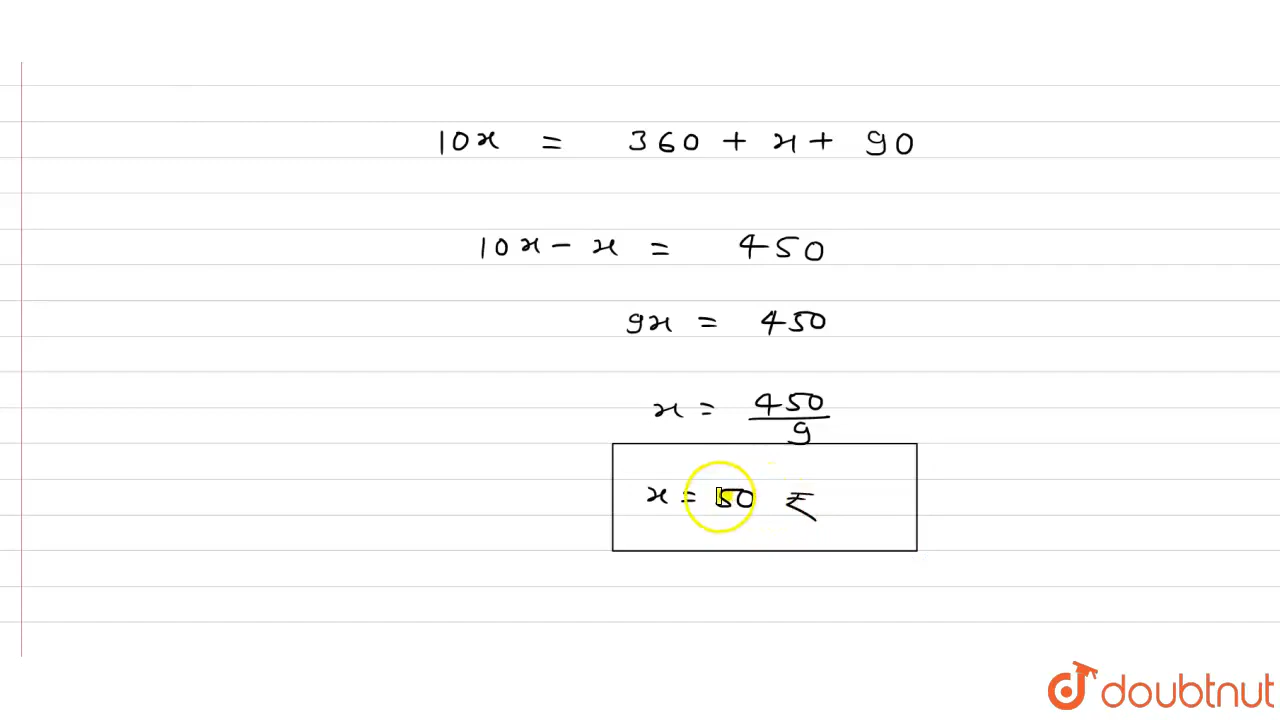 10x = 360 + x + 90
10x - x = 450
9x = 450
x = 450/9
x = 50 ₹
doubtnut